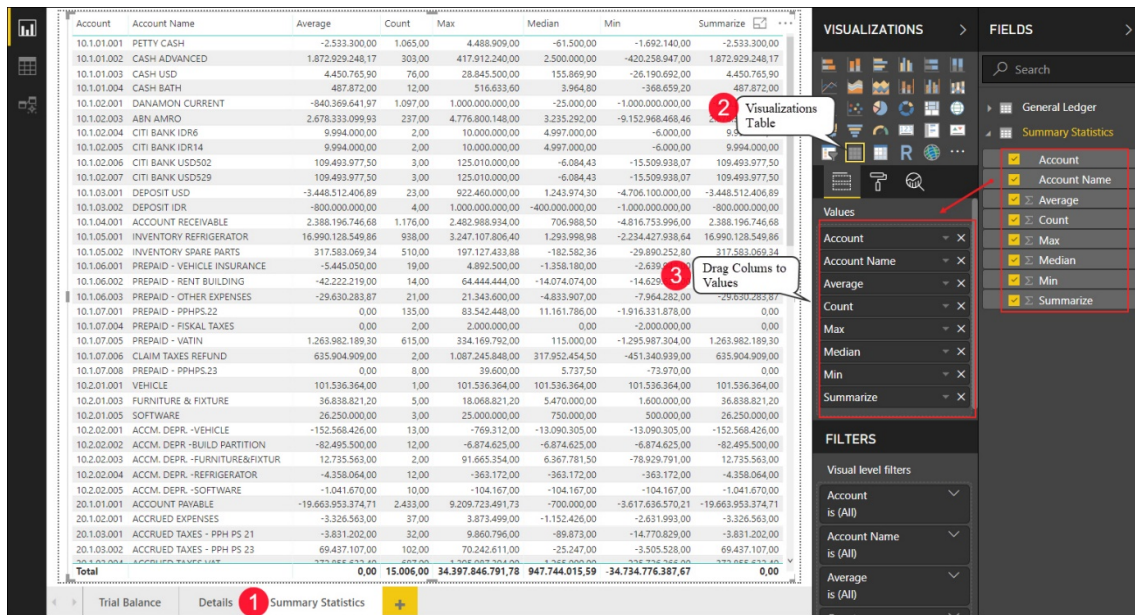 Account Account Name Average Count Max Median Min Summarize
10.1.01.001 PETTY CASH -2.533.300,00 1.065,00 4.488.909,00 -61.500,00 -1.692.140,00 -2.533.300,00
10.1.01.002 CASH ADVANCED 1.872.929.248,17 303,00 417.912.240,00 2.500.000,00 -420.258.947,00 1.872.929.248,17
10.1.01.003 CASH USD 4.450.765,90 76,00 28.845.500,00 155.869,90 -26.190.692,00 4.450.765,90
10.1.01.004 CASH BATH 487.872,00 12,00 516.633,60 3.964,80 -368.659,20 487.872,00
10.1.02.001 DANAMON CURRENT -840.369.641,97 1.097,00 1.000.000.000,00 -25.000,00 -1.000.000.000,00
10.1.02.003 ABN AMRO 2.678.333.099,93 237,00 4.776.800.148,00 3.235.292,00 -9.152.968.468,46
10.1.02.004 CITI BANK IDR6 9.994.000,00 2,00 10.000.000,00 4.997.000,00 -6.000,00
10.1.02.005 CITI BANK IDR14 9.994.000,00 2,00 10.000.000,00 4.997.000,00 -6.000,00 9.994.000,00
10.1.02.006 CITI BANK USD502 109.493.977,50 3,00 125.010.000,00 -6.084,43 -15.509.938,07 109.493.977,50
10.1.02.007 CITI BANK USD529 109.493.977,50 3,00 125.010.000,00 -6.084,43 -15.509.938,07 109.493.977,50
10.1.03.001 DEPOSIT USD -3.448.512.406,89 23,00 922.460.000,00 1.243.974,30 -4.706.100.000,00 -3.448.512.406,89
10.1.03.002 DEPOSIT IDR -800.000.000,00 4,00 1.000.000.000,00 -400.000.000,00 -1.000.000.000,00 -800.000.000,00
10.1.04.001 ACCOUNT RECEIVABLE 2.388.196.746,68 1.176,00 2.482.988.934,00 706.988,50 -4.816.753.996,00 2.388.196.746,68
10.1.05.001 INVENTORY REFRIGERATOR 16.990.128.549,86 938,00 3.247.107.806,40 1.293.998,98 -2.234.427.938,64 16.990.128.549,86
10.1.05.002 INVENTORY SPARE PARTS 317.583.069,34 510,00 197.127.433,88 -182.582,36 -29.890.252,80 317.583.069,34
10.1.06.001 PREPAID - VEHICLE INSURANCE -5.445.050,00 19,00 4.892.500,00 -1.358.180,00
10.1.06.002 PREPAID - RENT BUILDING -42.222.219,00 14,00 64.444.444,00 -14.074.074,00
10.1.06.003 PREPAID - OTHER EXPENSES -29.630.283,87 21,00 21.343.600,00 -4.833.907,00 -7.964.282,00 -29.630.283,87
10.1.07.001 PREPAID - PPHPS.22 0,00 135,00 83.542.448,00 11.161.786,00 -1.916.331.878,00 0,00
10.1.07.004 PREPAID - FISKAL TAXES 0,00 2,00 2.000.000,00 0,00 -2.000.000,00 0,00
10.1.07.005 PREPAID - VATIN 1.263.982.189,30 615,00 334.169.792,00 115.000,00 -1.295.987.304,00 1.263.982.189,30
10.1.07.006 CLAIM TAXES REFUND 635.904.909,00 2,00 1.087.245.848,00 317.952.454,50 -451.340.939,00 635.904.909,00
10.1.07.008 PREPAID - PPHPS.23 0,00 8,00 39.600,00 5.737,50 -73.970,00 0,00
10.2.01.001 VEHICLE 101.536.364,00 1,00 101.536.364,00 101.536.364,00 101.536.364,00 101.536.364,00
10.2.01.003 FURNITURE & FIXTURE 36.838.821,20 5,00 18.068.821,20 5.470.000,00 1.600.000,00 36.838.821,20
10.2.01.005 SOFTWARE 26.250.000,00 3,00 25.000.000,00 750.000,00 500.000,00 26.250.000,00
10.2.02.001 ACCM. DEPR. -VEHICLE -152.568.426,00 13,00 -769.312,00 -13.090.305,00 -13.090.305,00 -152.568.426,00
10.2.02.002 ACCM. DEPR -BUILD PARTITION -82.495.500,00 12,00 -6.874.625,00 -6.874.625,00 -6.874.625,00 -82.495.500,00
10.2.02.003 ACCM. DEPR. -FURNITURE&FIXTUR 12.735.563,00 2,00 91.665.354,00 6.367.781,50 -78.929.791,00 12.735.563,00
10.2.02.004 ACCM. DEPR. -REFRIGERATOR -4.358.064,00 12,00 -363.172,00 -363.172,00 -363.172,00 -4.358.064,00
10.2.02.005 ACCM. DEPR. -SOFTWARE -1.041.670,00 10,00 -104.167,00 -104.167,00 -104.167,00 -1.041.670,00
20.1.01.001 ACCOUNT PAYABLE -19.663.953.374,71 2.433,00 9.209.723.491,73 -700.000,00 -3.617.636.570,21 -19.663.953.374,71
20.1.02.001 ACCRUED EXPENSES -3.326.563,00 37,00 3.873.499,00 -1.152.426,00 -2.631.993,00 -3.326.563,00
20.1.03.001 ACCRUED TAXES - PPH PS 21 -3.831.202,00 32,00 9.860.796,00 -89.873,00 -14.770.829,00 -3.831.202,00
20.1.03.002 ACCRUED TAXES - PPH PS 23 69.437.107,00 102,00 70.242.611,00 -25.247,00 -3.505.528,00 69.437.107,00
Total 0,00 15.006,00 34.397.846.791,78 947.744.015,59 -34.734.776.387,67 0,00
Trial Balance Details 1 Summary Statistics +
2 Visualizations
Table
3 Drag Colums to
Values
VISUALIZATIONS >
R
Values
Account
Account Name
Average
Count
Max
Median
Min
Summarize
FILTERS
Visual level filters
Account
is (All)
Account Name
is (All)
Average
is (All)
FIELDS >
Search
General Ledger
Summary Statistics
Account
Account Name
Σ Average
Σ Count
Σ Max
Σ Median
Σ Min
Σ Summarize